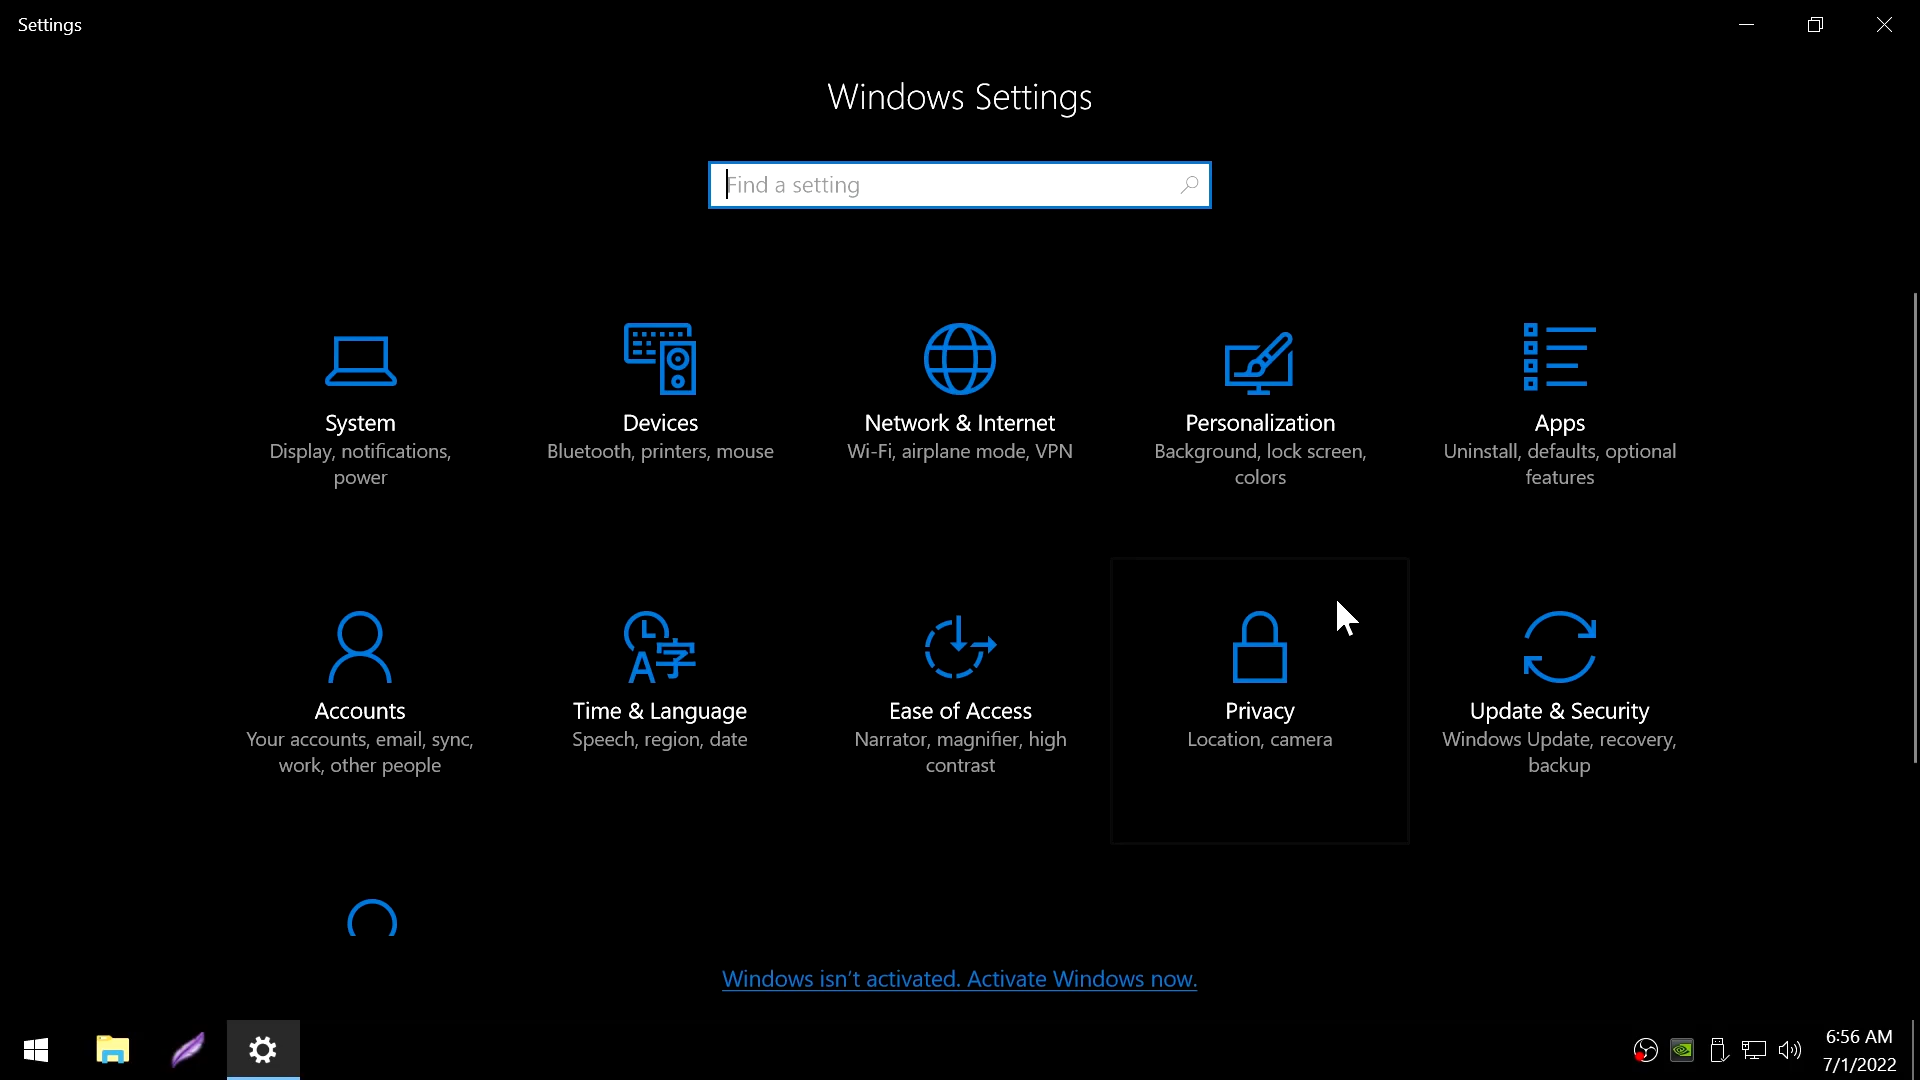 Settings
Windows Settings
Find a setting
System
Display, notifications,
power
Devices
Bluetooth, printers, mouse
Network & Internet
Wi-Fi, airplane mode, VPN
Personalization
Background, lock screen,
colors
Apps
Uninstall, defaults, optional
features
Accounts
Your accounts, email, sync,
work, other people
Time & Language
Speech, region, date
Ease of Access
Narrator, magnifier, high
contrast
Privacy
Location, camera
Update & Security
Windows Update, recovery,
backup
Windows isn't activated. Activate Windows now.
6:56 AM
7/1/2022